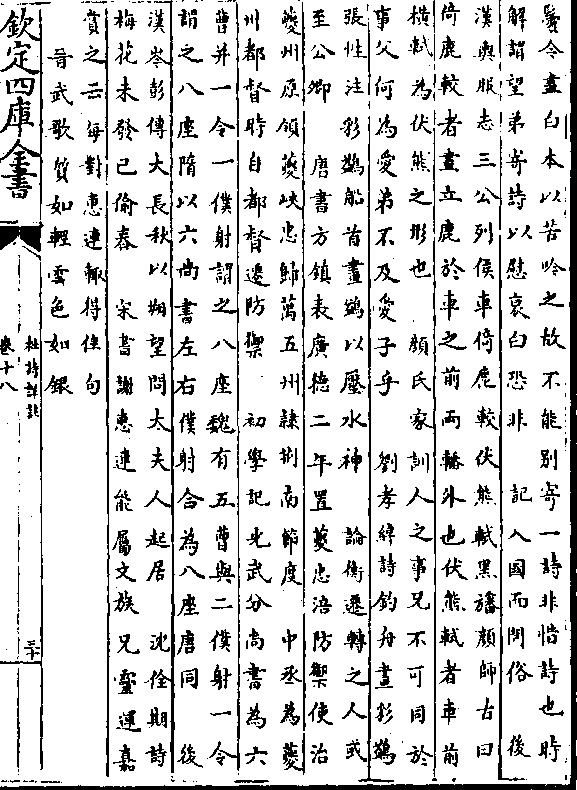 鬢令盡白本以苦吟之故不能别寄一詩非惜詩也時
解謂望弟寄詩以慰衰白恐非　記入國而問俗　後
漢輿服志三公列侯車倚鹿較伏熊軾黑旛顔師古曰
倚鹿較者畫立鹿於車之前兩轓外也伏熊軾者車前
横軾為伏熊之形也　顔氏家訓人之事兄不可同於
事父何為愛弟不及愛子乎　劉孝綽詩釣舟畫彩鷁
張性注彩鷁船首畫鷁以壓水神　論衡遷轉之人或
至公卿　唐書方鎮表廣德二年置夔忠涪防禦使治
夔州原領夔峽忠歸萬五州隷荆南節度　中丞為夔
州都督時自都督遷防禦　初學記光武分尚書為六
曹并一令一僕射謂之八座魏有五曹與二僕射一令
謂之八座隋以六尚書左右僕射合為八座唐同　後
漢岑彭傳大長秋以朔望問太夫人起居　沈佺期詩
梅花未發已偷春　宋書謝惠連能屬文族兄靈運嘉
賞之云每對惠連輒得佳句
晉武歌質如輕雲色如銀
欽定四庫全書
杜詩詳註
卷十八
三十